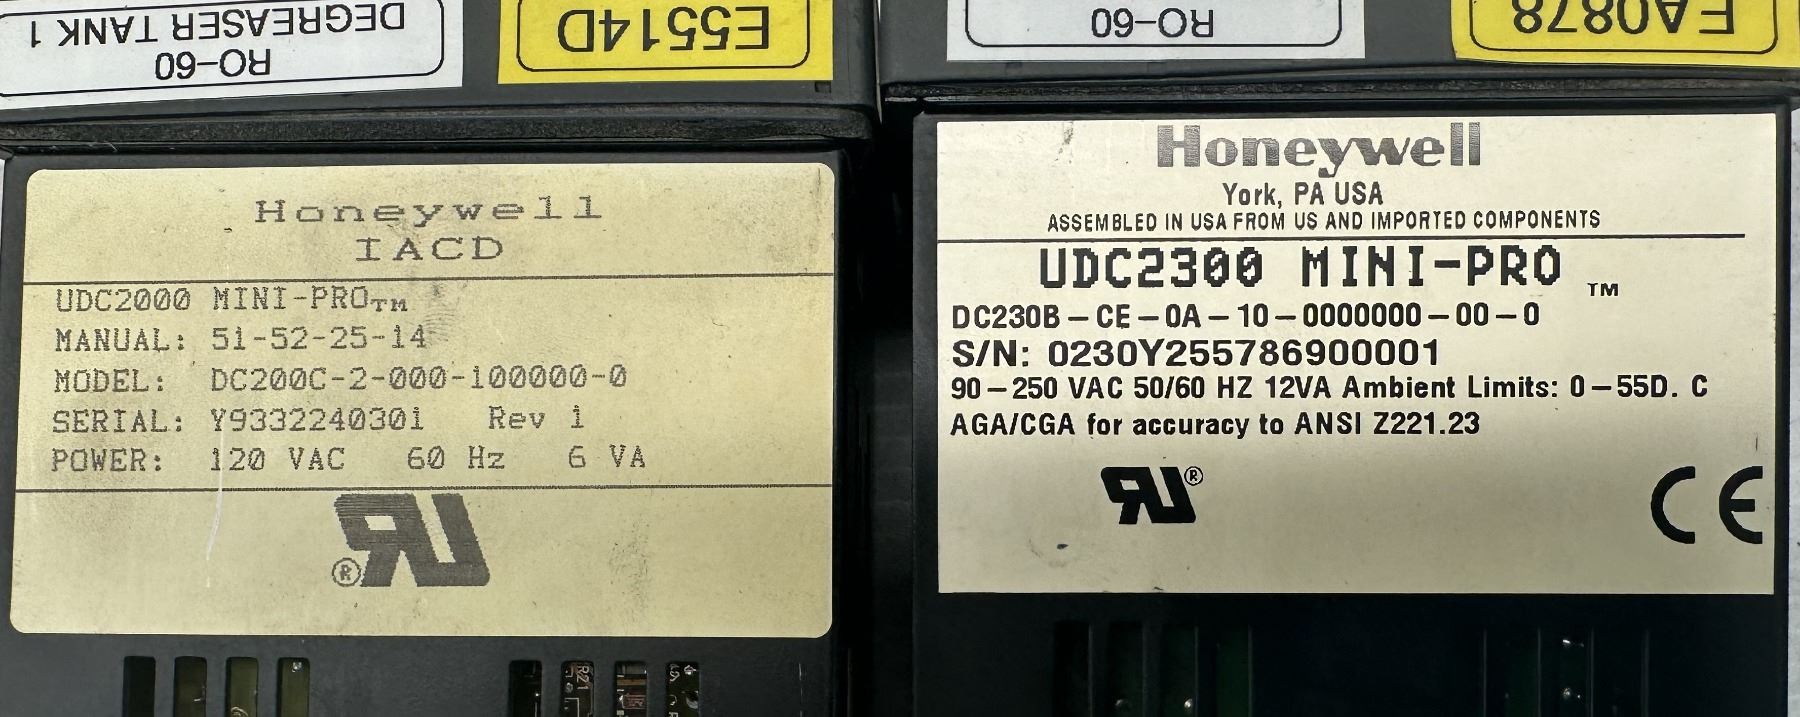 RO-60
DEGREASER TANK 1
E5514D
RO-60
EA0878
Honeywell
IACD
UDC2000 MINI-PRO™
MANUAL: 51-52-25-14
MODEL: DC200C-2-000-100000-0
SERIAL: Y9332240301 Rev 1
POWER: 120 VAC 60 Hz 6 VA
RU®
R21
Honeywell
York, PA USA
ASSEMBLED IN USA FROM US AND IMPORTED COMPONENTS
UDC2300 MINI-PRO™
DC230B-CE-0A-10-0000000-00-0
S/N: 0230Y255786900001
90-250 VAC 50/60 HZ 12VA Ambient Limits: 0-55D. C
AGA/CGA for accuracy to ANSI Z221.23
RU®
CE